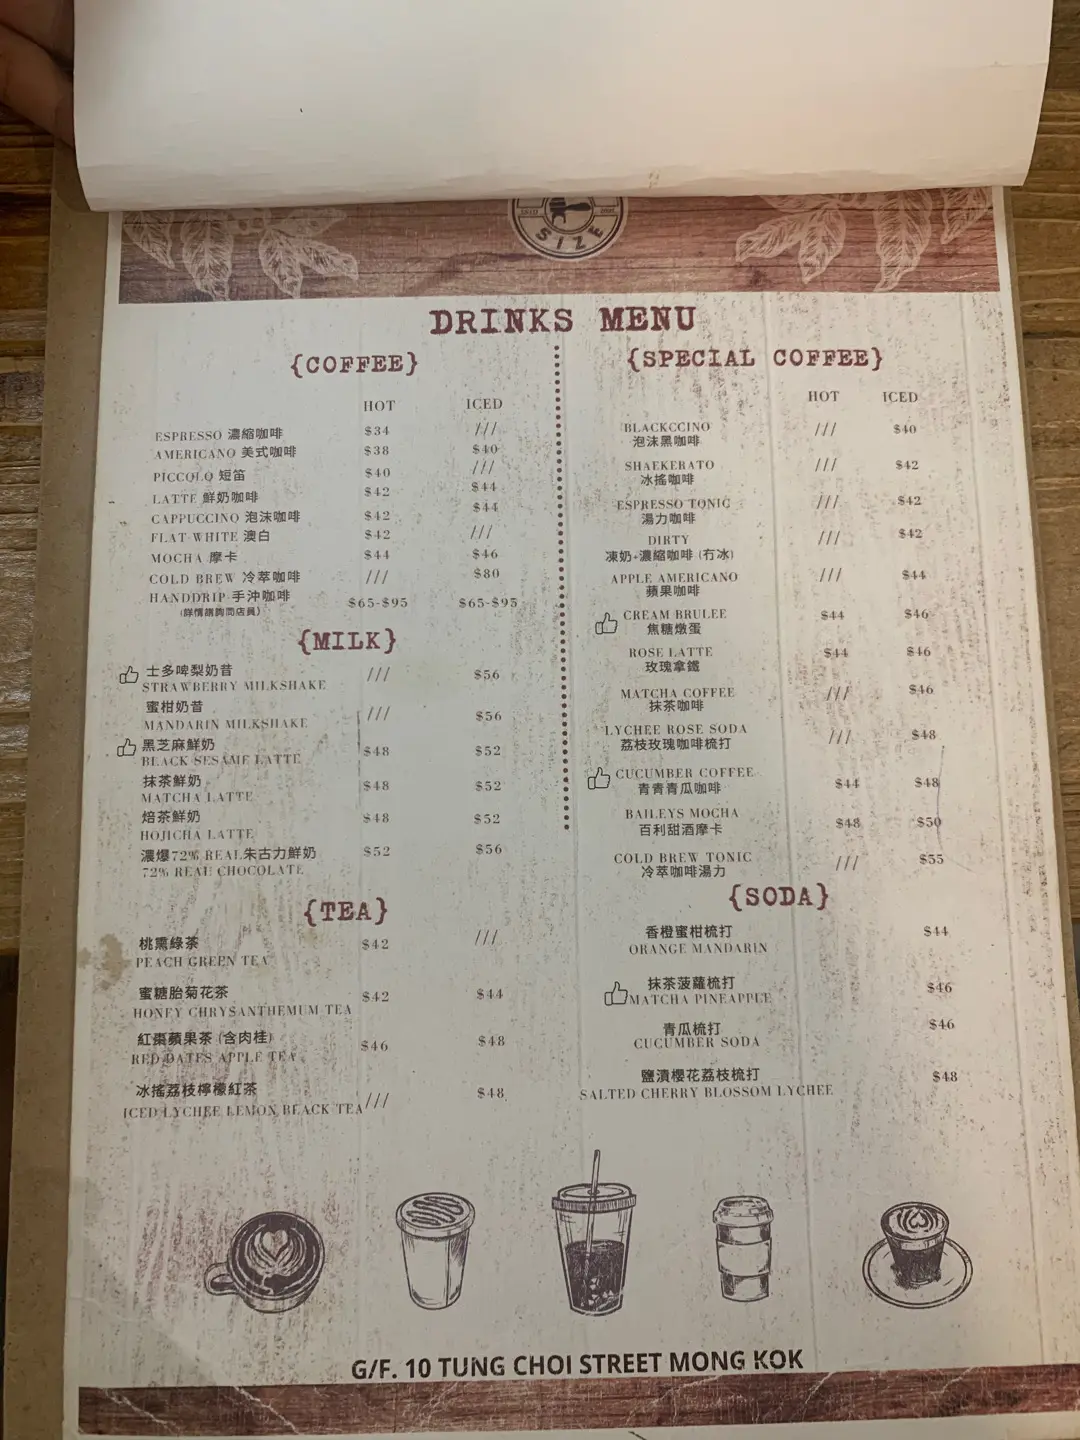 SIZE
DRINKS MENU
{COFFEE}
HOT ICED
ESPRESSO 濃縮咖啡 $34 ///
AMERICANO 美式咖啡 $38 $40
PICCOLO 短笛 $40 ///
LATTE 鮮奶咖啡 $42 $44
CAPPUCCINO 泡沫咖啡 $42 $44
FLAT WHITE 澳白 $42 ///
MOCHA 摩卡 $44 $46
COLD BREW 冷萃咖啡 /// $80
HANDDRIP 手沖咖啡 $65-$95 $65-$95
(詳情請詢問店員)
{MILK}
士多啤梨奶昔 /// $56
STRAWBERRY MILKSHAKE
蜜柑奶昔 /// $56
MANDARIN MILKSHAKE
黑芝麻鮮奶 $48 $52
BLACK SESAME LATTE
抹茶鮮奶 $48 $52
MATCHA LATTE
焙茶鮮奶 $48 $52
HOJICHA LATTE
濃爆72% REAL朱古力鮮奶 $52 $56
72% REAL CHOCOLATE
{TEA}
桃熏綠茶 $42 ///
PEACH GREEN TEA
蜜糖胎菊花茶 $42 $44
HONEY CHRYSANTHEMUM TEA
紅棗蘋果茶 (含肉桂) $46 $48
RED DATES APPLE TEA
冰搖荔枝檸檬紅茶 /// $48
ICED LYCHEE LEMON BLACK TEA
{SPECIAL COFFEE}
HOT ICED
BLACKCCINO /// $40
泡沫黑咖啡
SHAEKERATO /// $42
冰搖咖啡
ESPRESSO TONIC /// $42
湯力咖啡
DIRTY /// $42
凍奶+濃縮咖啡 (冇冰)
APPLE AMERICANO /// $44
蘋果咖啡
CREAM BRULEE $44 $46
焦糖燉蛋
ROSE LATTE $44 $46
玫瑰拿鐵
MATCHA COFFEE /// $46
抹茶咖啡
LYCHEE ROSE SODA /// $48
荔枝玫瑰咖啡梳打
CUCUMBER COFFEE $44 $48
青青青瓜咖啡
BAILEYS MOCHA $48 $50
百利甜酒摩卡
COLD BREW TONIC /// $55
冷萃咖啡湯力
{SODA}
香橙蜜柑梳打 $44
ORANGE MANDARIN
抹茶菠蘿梳打 $46
MATCHA PINEAPPLE
青瓜梳打 $46
CUCUMBER SODA
鹽漬櫻花荔枝梳打 $48
SALTED CHERRY BLOSSOM LYCHEE
G/F. 10 TUNG CHOI STREET MONG KOK